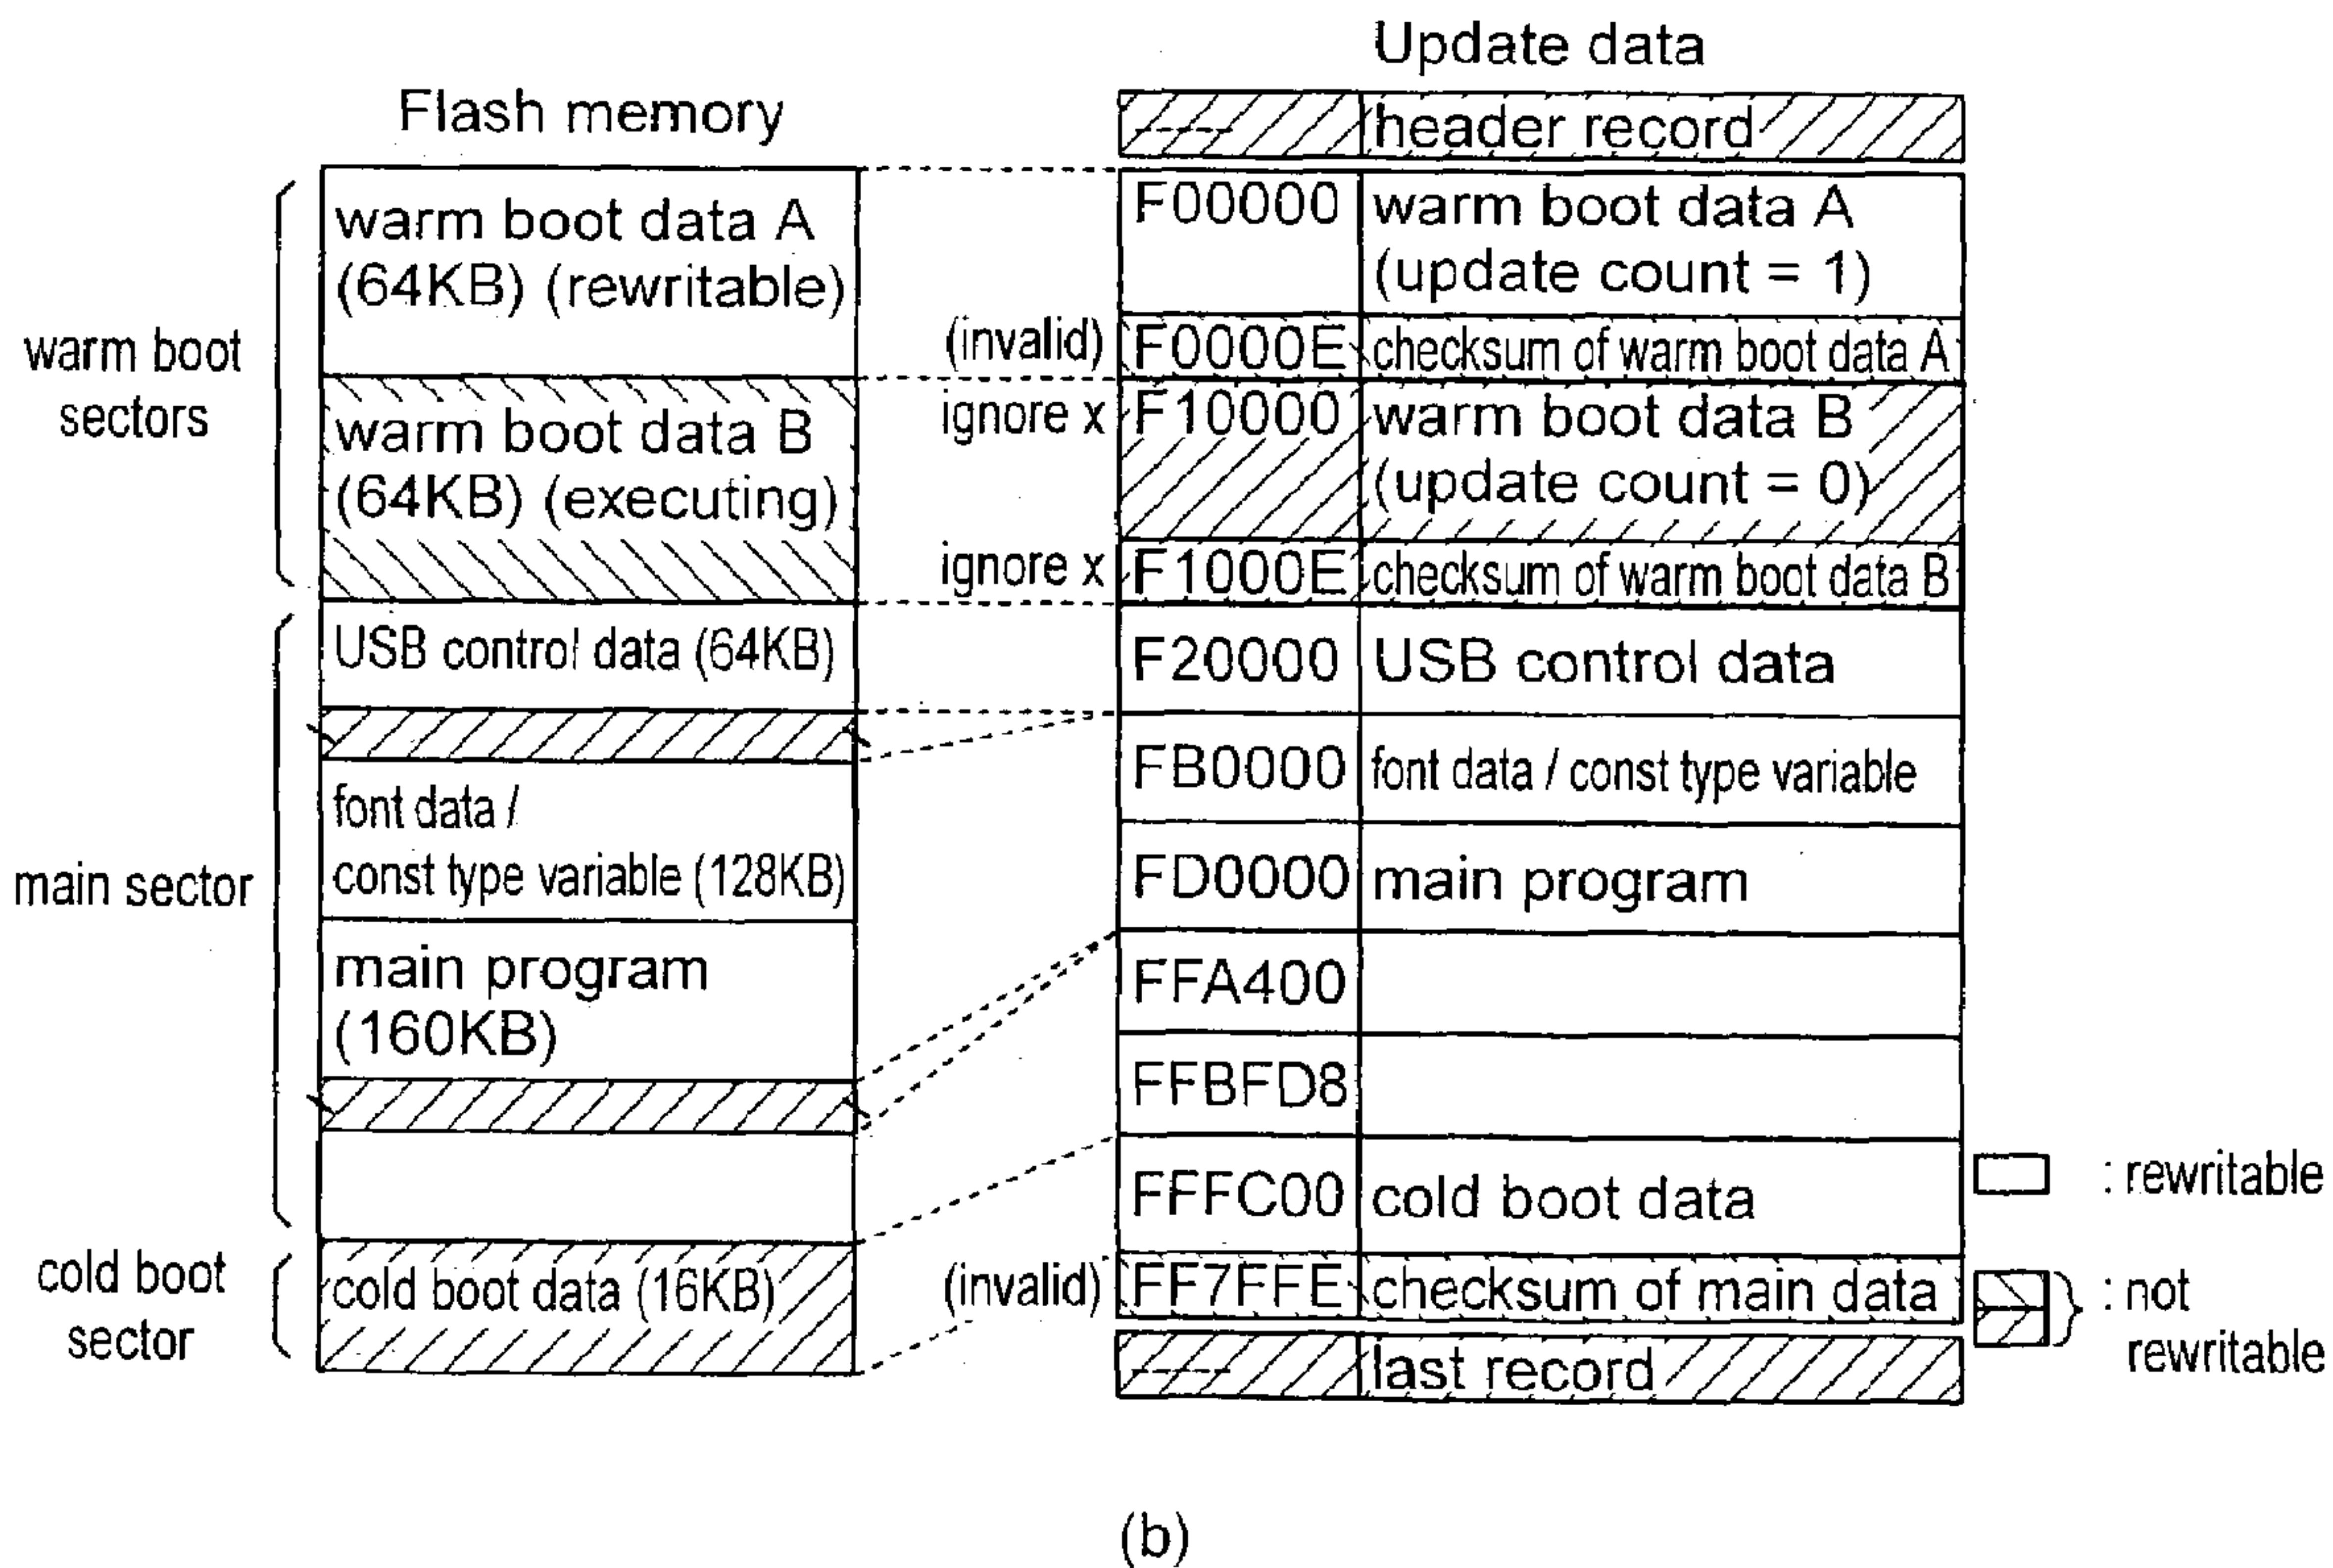 Flash memory
warm boot
sectors
main sector
cold boot
sector
warm boot data A
(64KB) (rewritable)
warm boot data B
(64KB) (executing)
USB control data (64KB)
font data /
const type variable (128KB)
main program
(160KB)
cold boot data (16KB)
Update data
header record
F00000 warm boot data A
(update count = 1)
(invalid) F0000E checksum of warm boot data A
ignore x F10000 warm boot data B
(update count = 0)
ignore x F1000E checksum of warm boot data B
F20000 USB control data
FB0000 font data / const type variable
FD0000 main program
FFA400
FFBFD8
FFFC00 cold boot data
(invalid) FF7FFE checksum of main data
last record
: rewritable
: not
rewritable
(b)